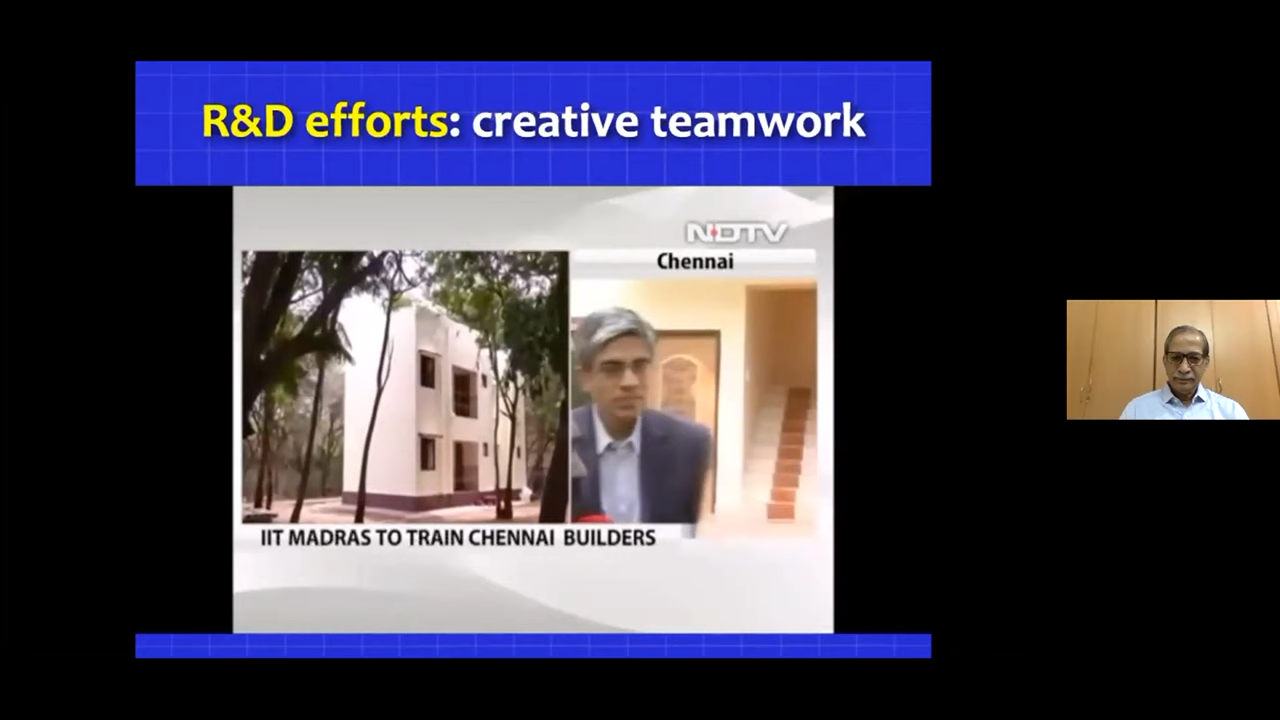 R&D efforts: creative teamwork
NDTV
Chennai
IIT MADRAS TO TRAIN CHENNAI BUILDERS